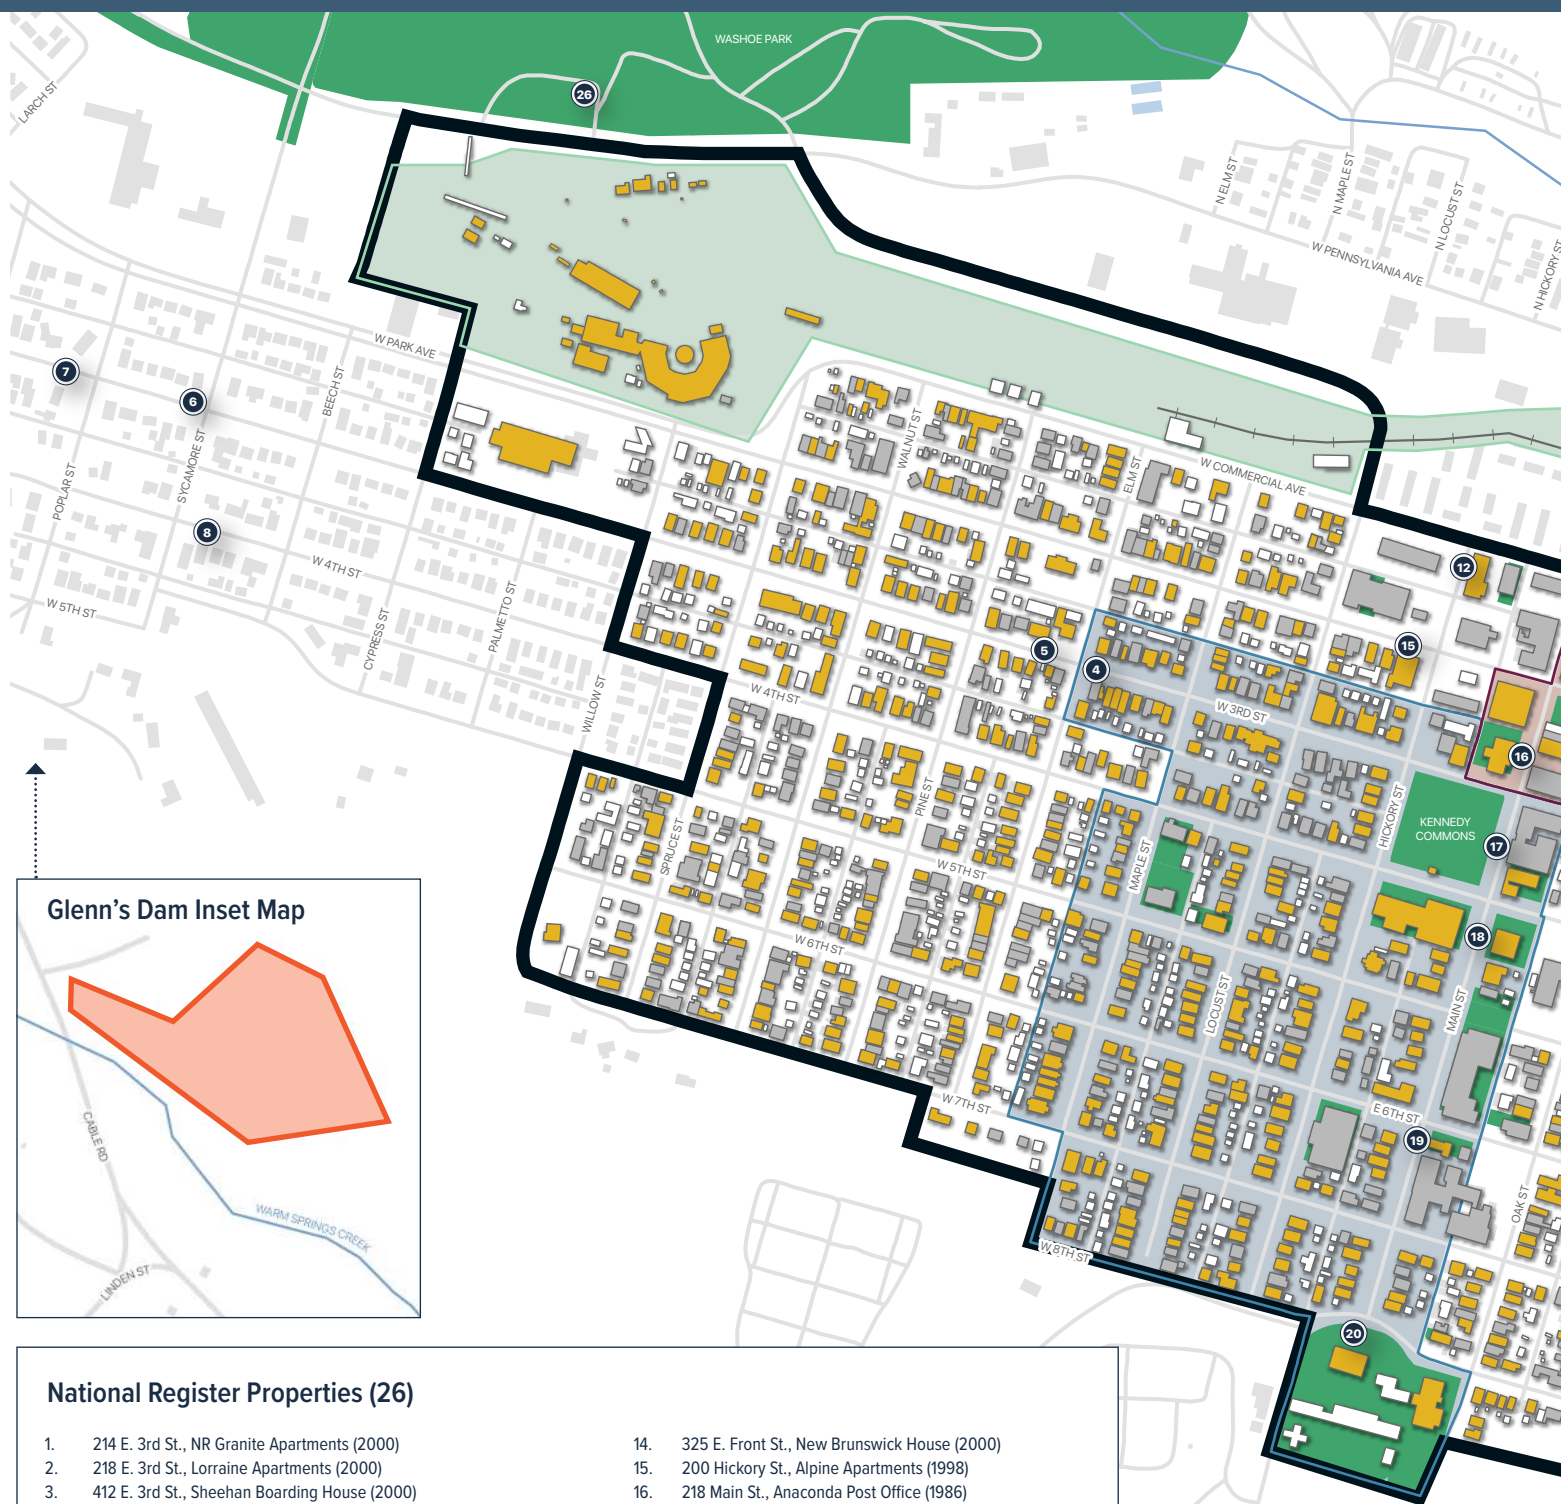 WASHOE PARK
26
LARCH ST
N ELM ST
N MAPLE ST
N LOCUST ST
W PENNSYLVANIA AVE
N HICKORY ST
W PARK AVE
7
6
BEECH ST
SYCAMORE ST
POPLAR ST
8
WALNUT ST
ELM ST
W COMMERCIAL AVE
W 4TH ST
W 5TH ST
CYPRESS ST
PALMETTO ST
WILLOW ST
12
15
5
4
W 4TH ST
W 3RD ST
16
PINE ST
HICKORY ST
KENNEDY
COMMONS
17
SPRUCE ST
MAPLE ST
W 5TH ST
W 6TH ST
18
LOCUST ST
MAIN ST
W 7TH ST
E 6TH ST
19
OAK ST
W 8TH ST
20
Glenn's Dam Inset Map
CABLE RD
WARM SPRINGS CREEK
LINDEN ST
National Register Properties (26)
1. 214 E. 3rd St., NR Granite Apartments (2000)
2. 218 E. 3rd St., Lorraine Apartments (2000)
3. 412 E. 3rd St., Sheehan Boarding House (2000)
14. 325 E. Front St., New Brunswick House (2000)
15. 200 Hickory St., Alpine Apartments (1998)
16. 218 Main St., Anaconda Post Office (1986)